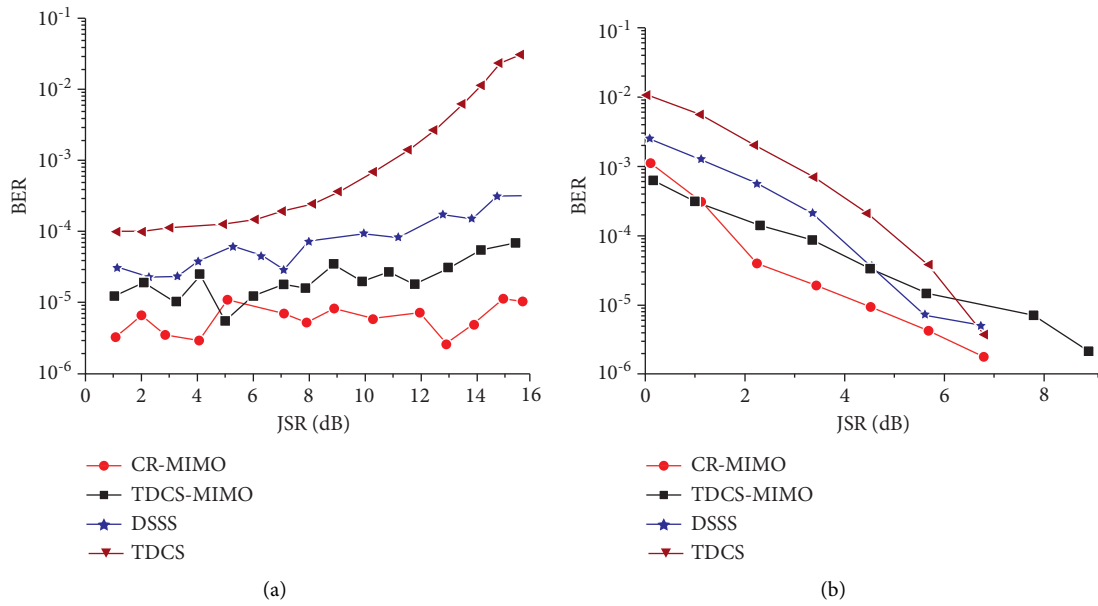 10-1
10-2
10-3
10-4
10-5
10-6
BER
0 2 4 6 8 10 12 14 16
JSR (dB)
CR-MIMO
TDCS-MIMO
DSSS
TDCS
(a)
10-1
10-2
10-3
10-4
10-5
10-6
BER
0 2 4 6 8
JSR (dB)
CR-MIMO
TDCS-MIMO
DSSS
TDCS
(b)